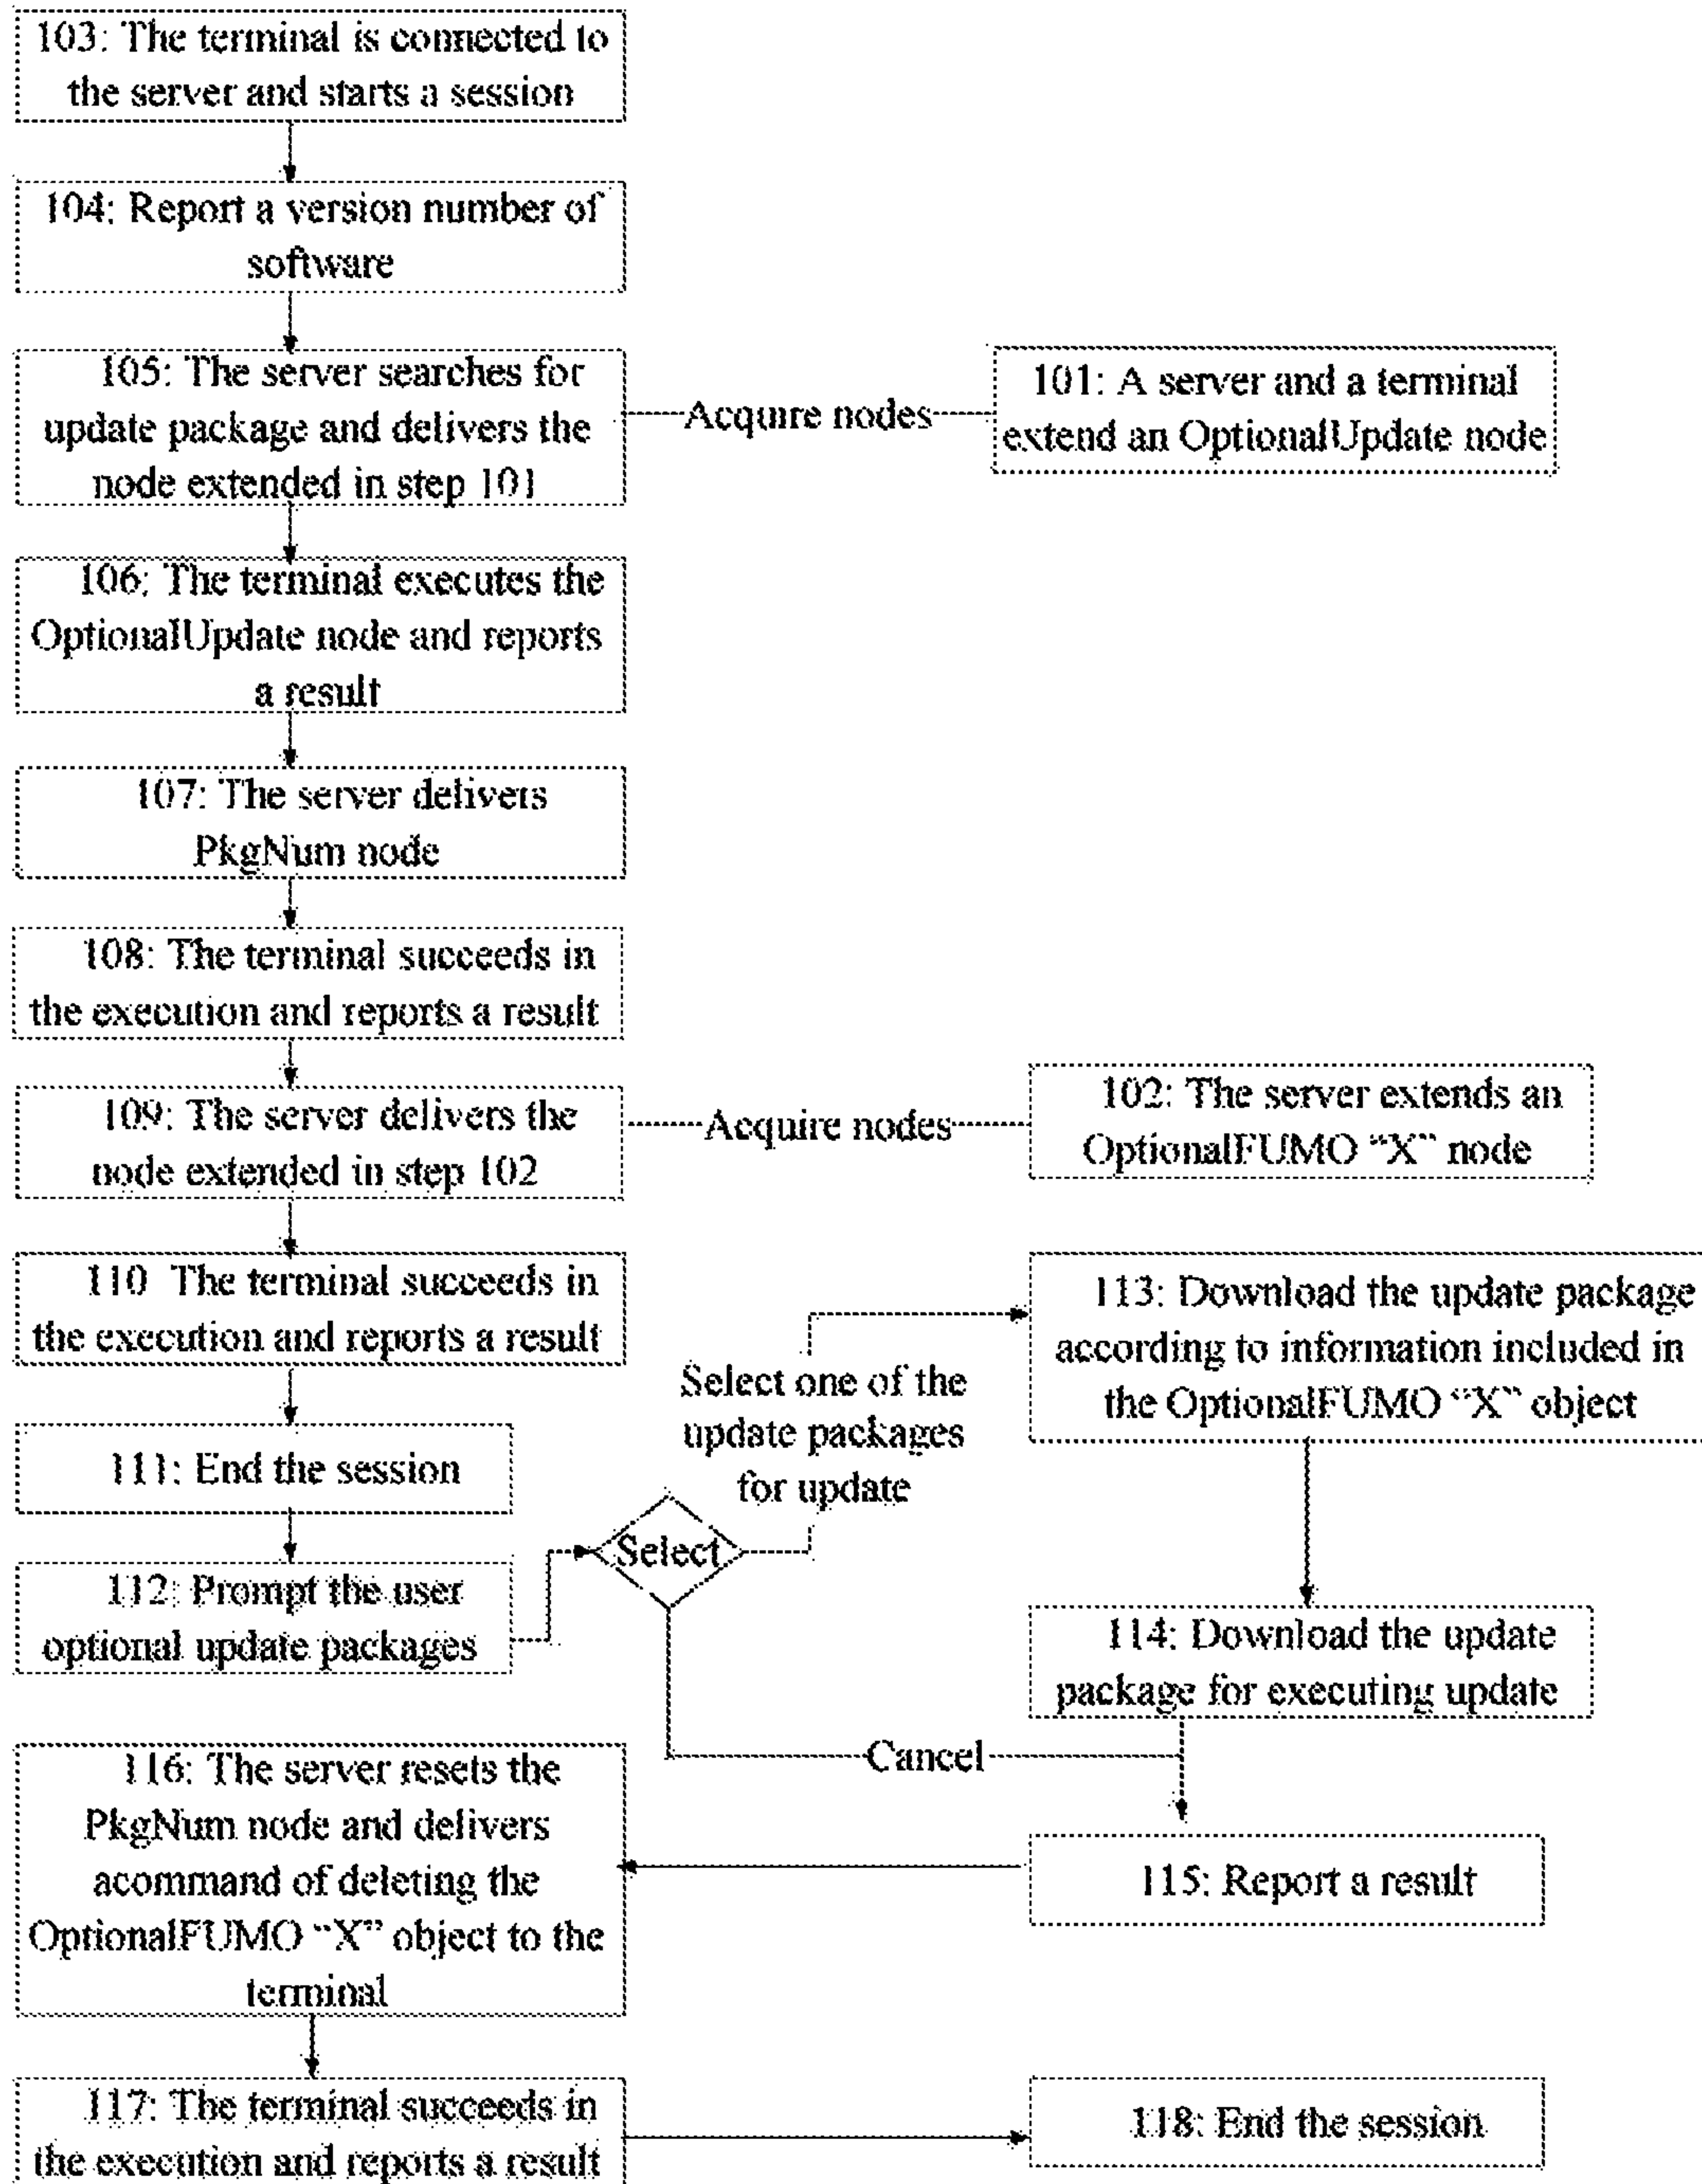 103: The terminal is connected to
the server and starts a session
104: Report a version number of
software
105: The server searches for
update package and delivers the
node extended in step 101
Acquire nodes
101: A server and a terminal
extend an OptionalUpdate node
106: The terminal executes the
OptionalUpdate node and reports
a result
107: The server delivers
PkgNum node
108: The terminal succeeds in
the execution and reports a result
109: The server delivers the
node extended in step 102
Acquire nodes
102: The server extends an
OptionalFUMO “X” node
110 The terminal succeeds in
the execution and reports a result
111: End the session
112: Prompt the user
optional update packages
Select
Select one of the
update packages
for update
113: Download the update package
according to information included in
the OptionalFUMO “X” object
114: Download the update
package for executing update
Cancel
115: Report a result
116: The server resets the
PkgNum node and delivers
acommand of deleting the
OptionalFUMO “X” object to the
terminal
117: The terminal succeeds in
the execution and reports a result
118: End the session